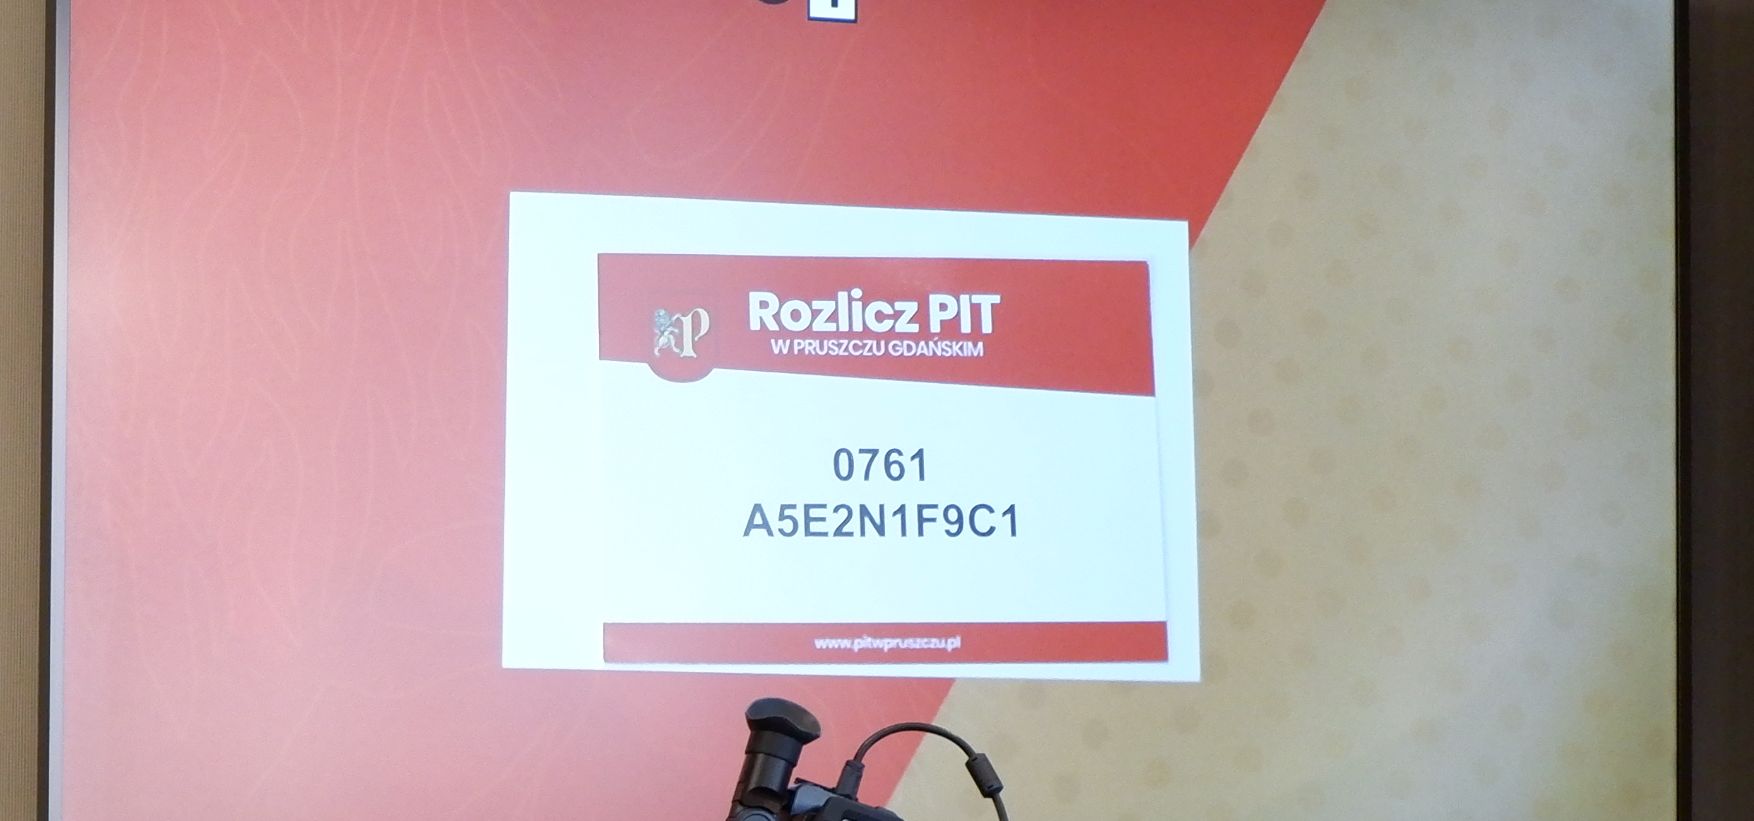 Rozlicz PIT
W PRUSZCZU GDAŃSKIM
0761
A5E2N1F9C1
www.pitwpruszczu.pl